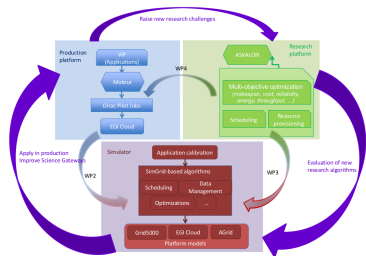 Raise new research challenges
Production
platform
VIP
(Applications)
Moteur
Dirac Pilot Jobs
EGI Cloud
WP4
ASKALON
Research
platform
Multi-objective optimization
(makespan, cost, reliability,
energy, throughput, ...)
Scheduling
Resource
provisioning
Apply in production
Improve Science Gateways
WP2
Simulator
Application calibration
SimGrid-based algorithms
Scheduling
Data
Management
Optimizations
...
Grid5000
EGI Cloud
AGrid
Platform models
WP3
Evaluation of new
research algorithms